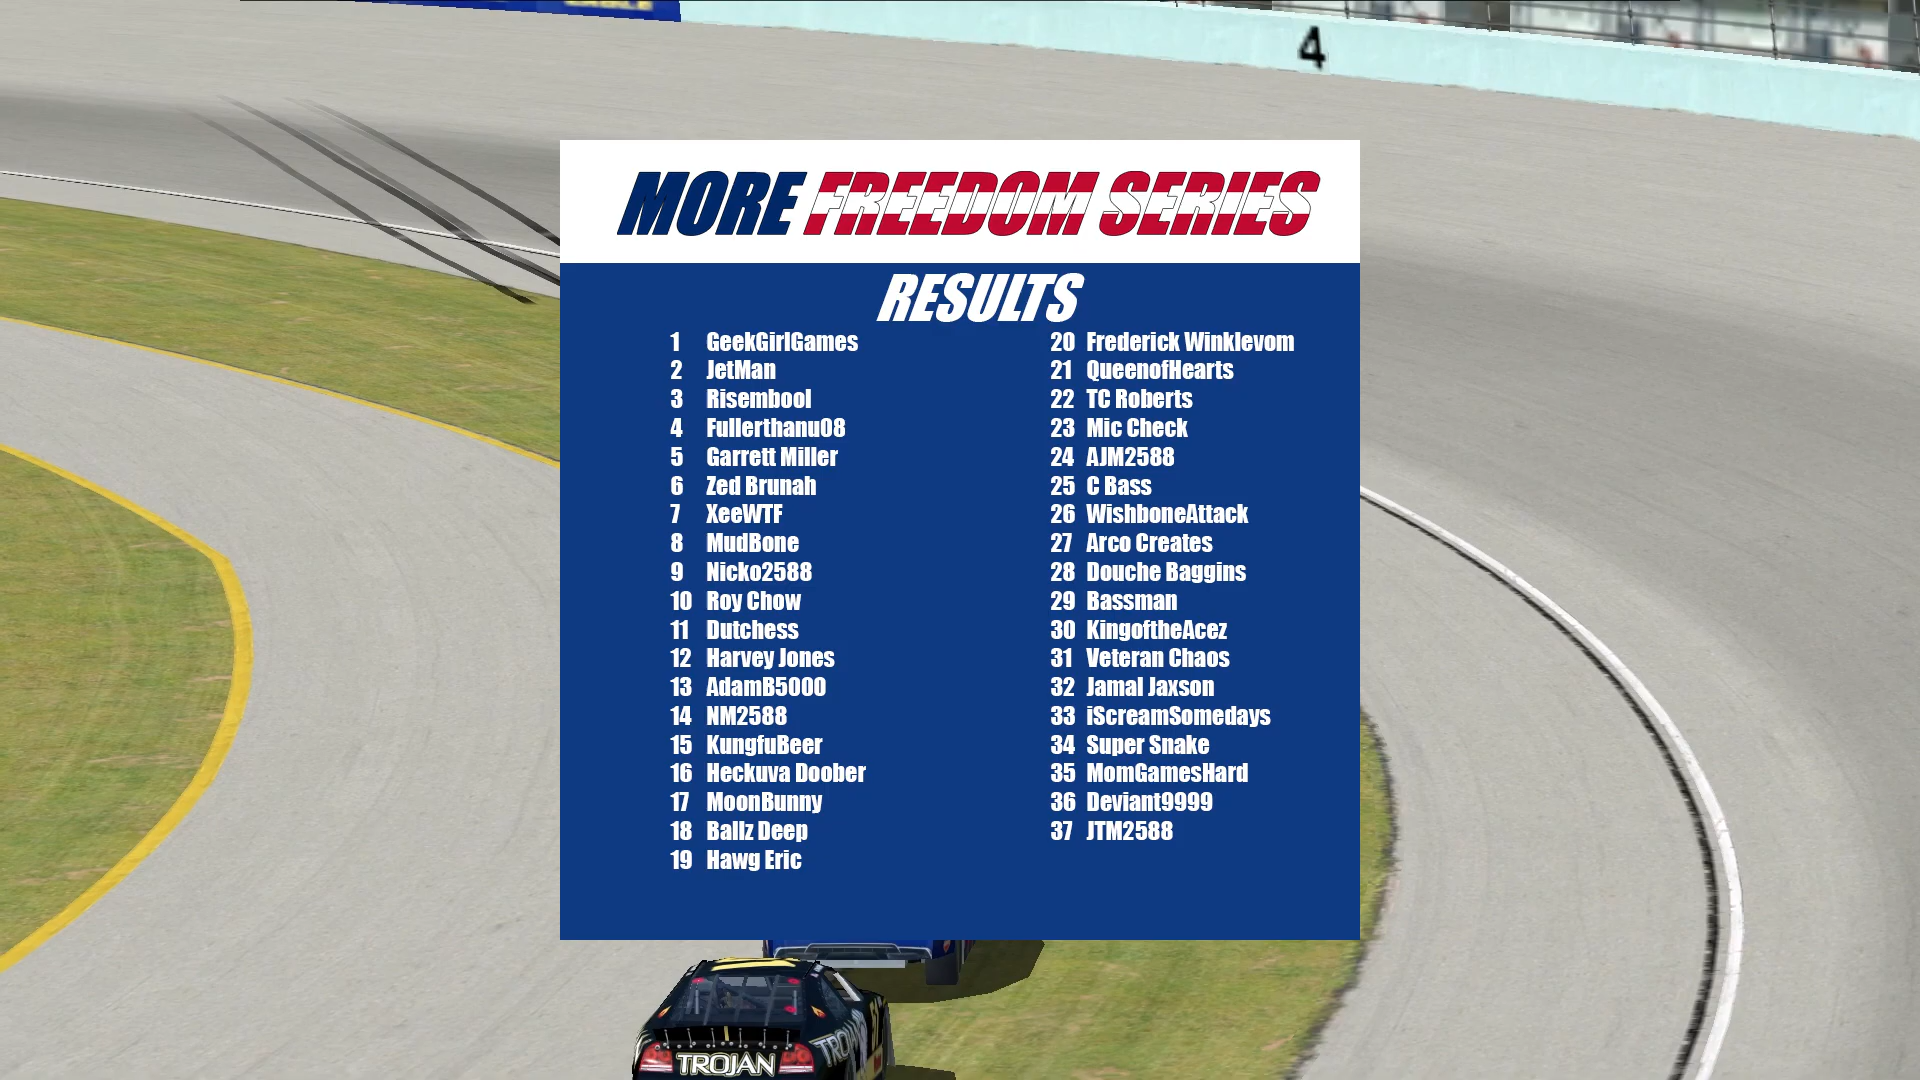 4
MORE FREEDOM SERIES
RESULTS
1 GeekGirlGames
2 JetMan
3 Risembool
4 Fullerthanu08
5 Garrett Miller
6 Zed Brunah
7 XeeWTF
8 MudBone
9 Nicko2588
10 Roy Chow
11 Dutchess
12 Harvey Jones
13 AdamB5000
14 NM2588
15 KungfuBeer
16 Heckuva Doober
17 MoonBunny
18 Ballz Deep
19 Hawg Eric
20 Frederick Winklevom
21 QueenofHearts
22 TC Roberts
23 Mic Check
24 AJM2588
25 C Bass
26 WishboneAttack
27 Arco Creates
28 Douche Baggins
29 Bassman
30 KingoftheAcez
31 Veteran Chaos
32 Jamal Jaxson
33 iScreamSomedays
34 Super Snake
35 MomGamesHard
36 Deviant9999
37 JTM2588
TROJAN